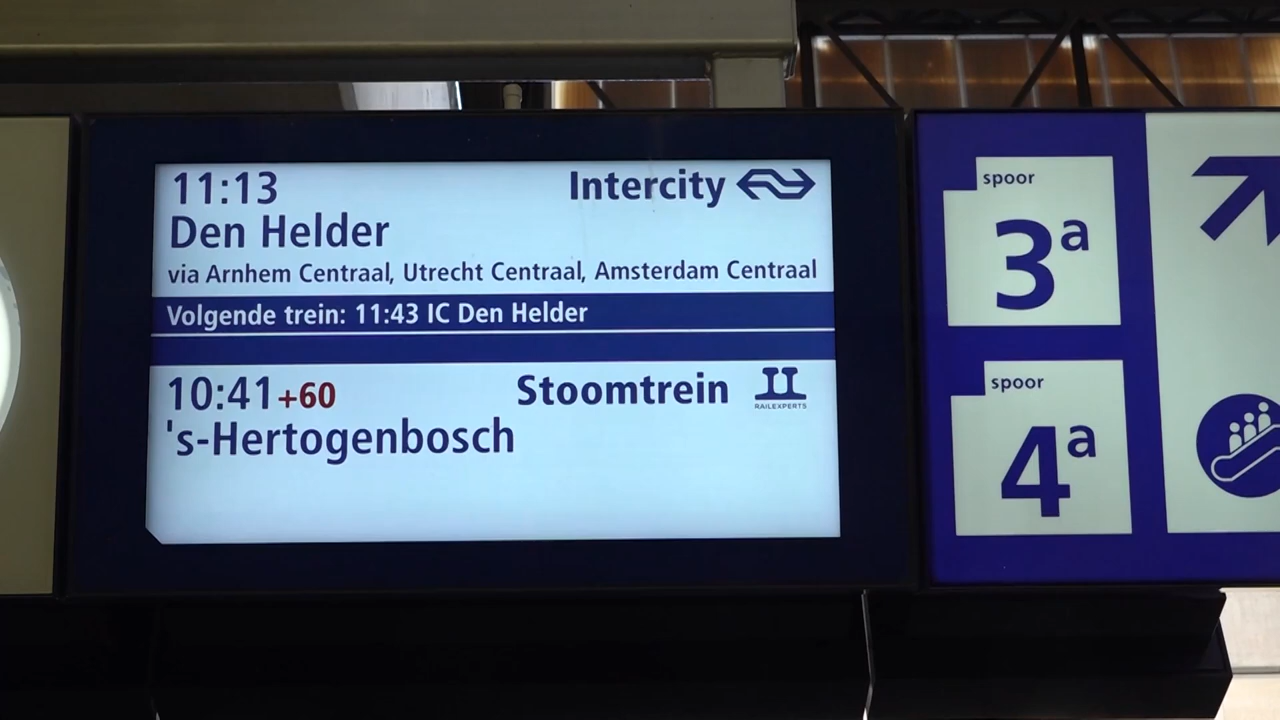 11:13 Intercity
Den Helder
via Arnhem Centraal, Utrecht Centraal, Amsterdam Centraal
Volgende trein: 11:43 IC Den Helder
10:41+60 Stoomtrein
RAILEXPERTS
's-Hertogenbosch
spoor
3a
spoor
4a